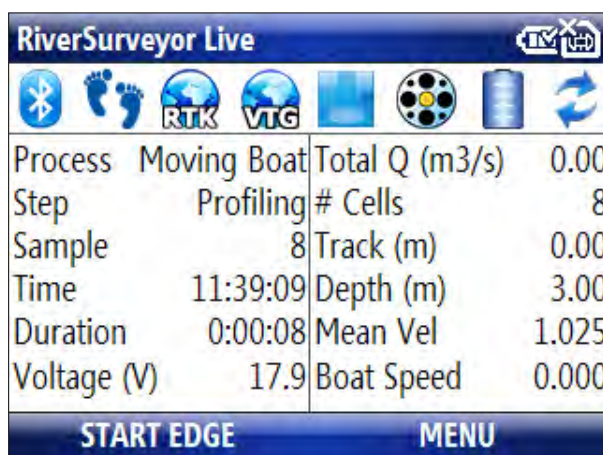 RiverSurveyor Live
RTK VTG
Process Moving Boat Total Q (m3/s) 0.00
Step Profiling # Cells 8
Sample 8 Track (m) 0.00
Time 11:39:09 Depth (m) 3.00
Duration 0:00:08 Mean Vel 1.025
Voltage (V) 17.9 Boat Speed 0.000
START EDGE MENU